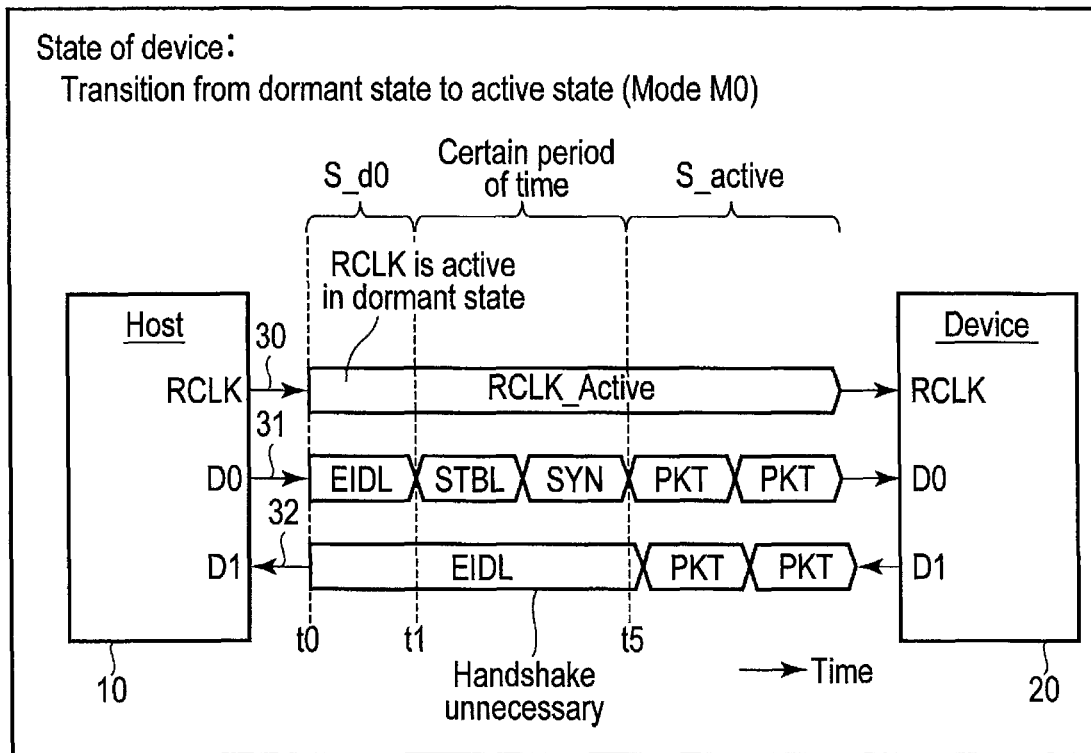 State of device:
Transition from dormant state to active state (Mode M0)
S_d0
Certain period
of time
S_active
RCLK is active
in dormant state
Host
Device
30
RCLK
RCLK_Active
RCLK
31
D0
EIDL
STBL
SYN
PKT
PKT
D0
32
D1
EIDL
PKT
PKT
D1
t0
t1
t5
Handshake
unnecessary
Time
10
20